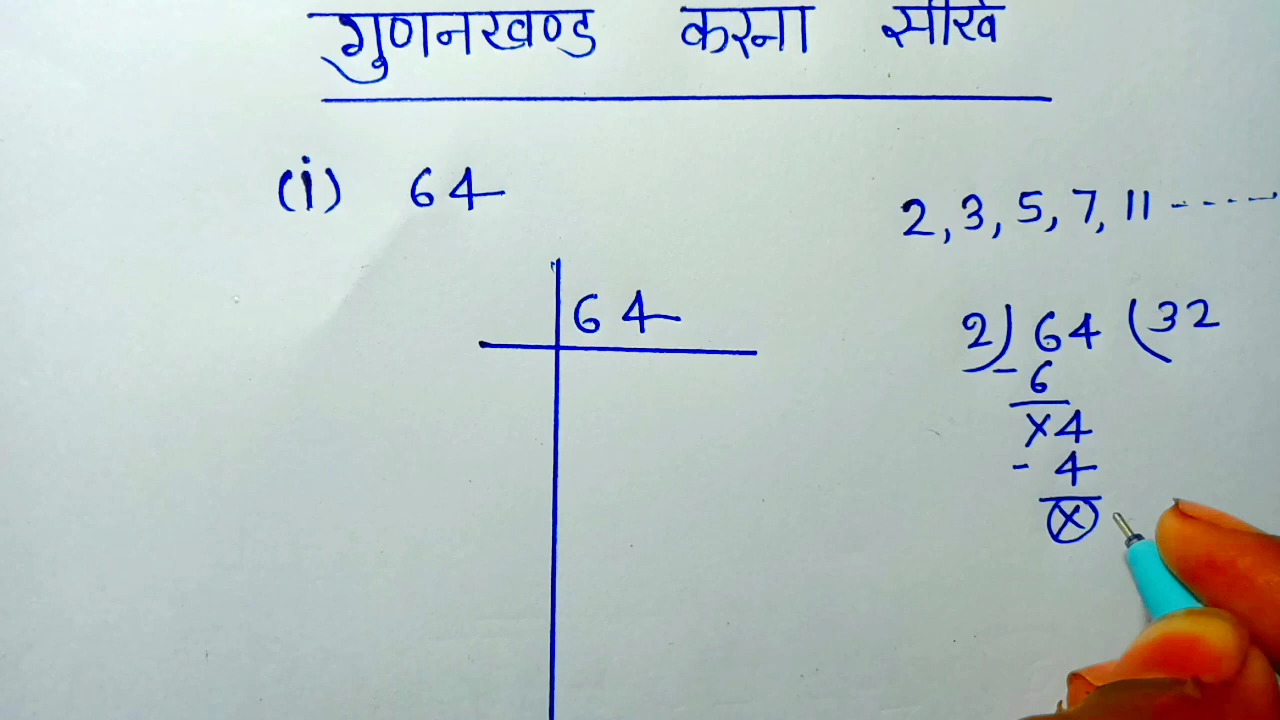 गुणनखण्ड करना सीखें
(i) 64
2, 3, 5, 7, 11 -----
64
2) 64 (32
- 6
×4
- 4
×